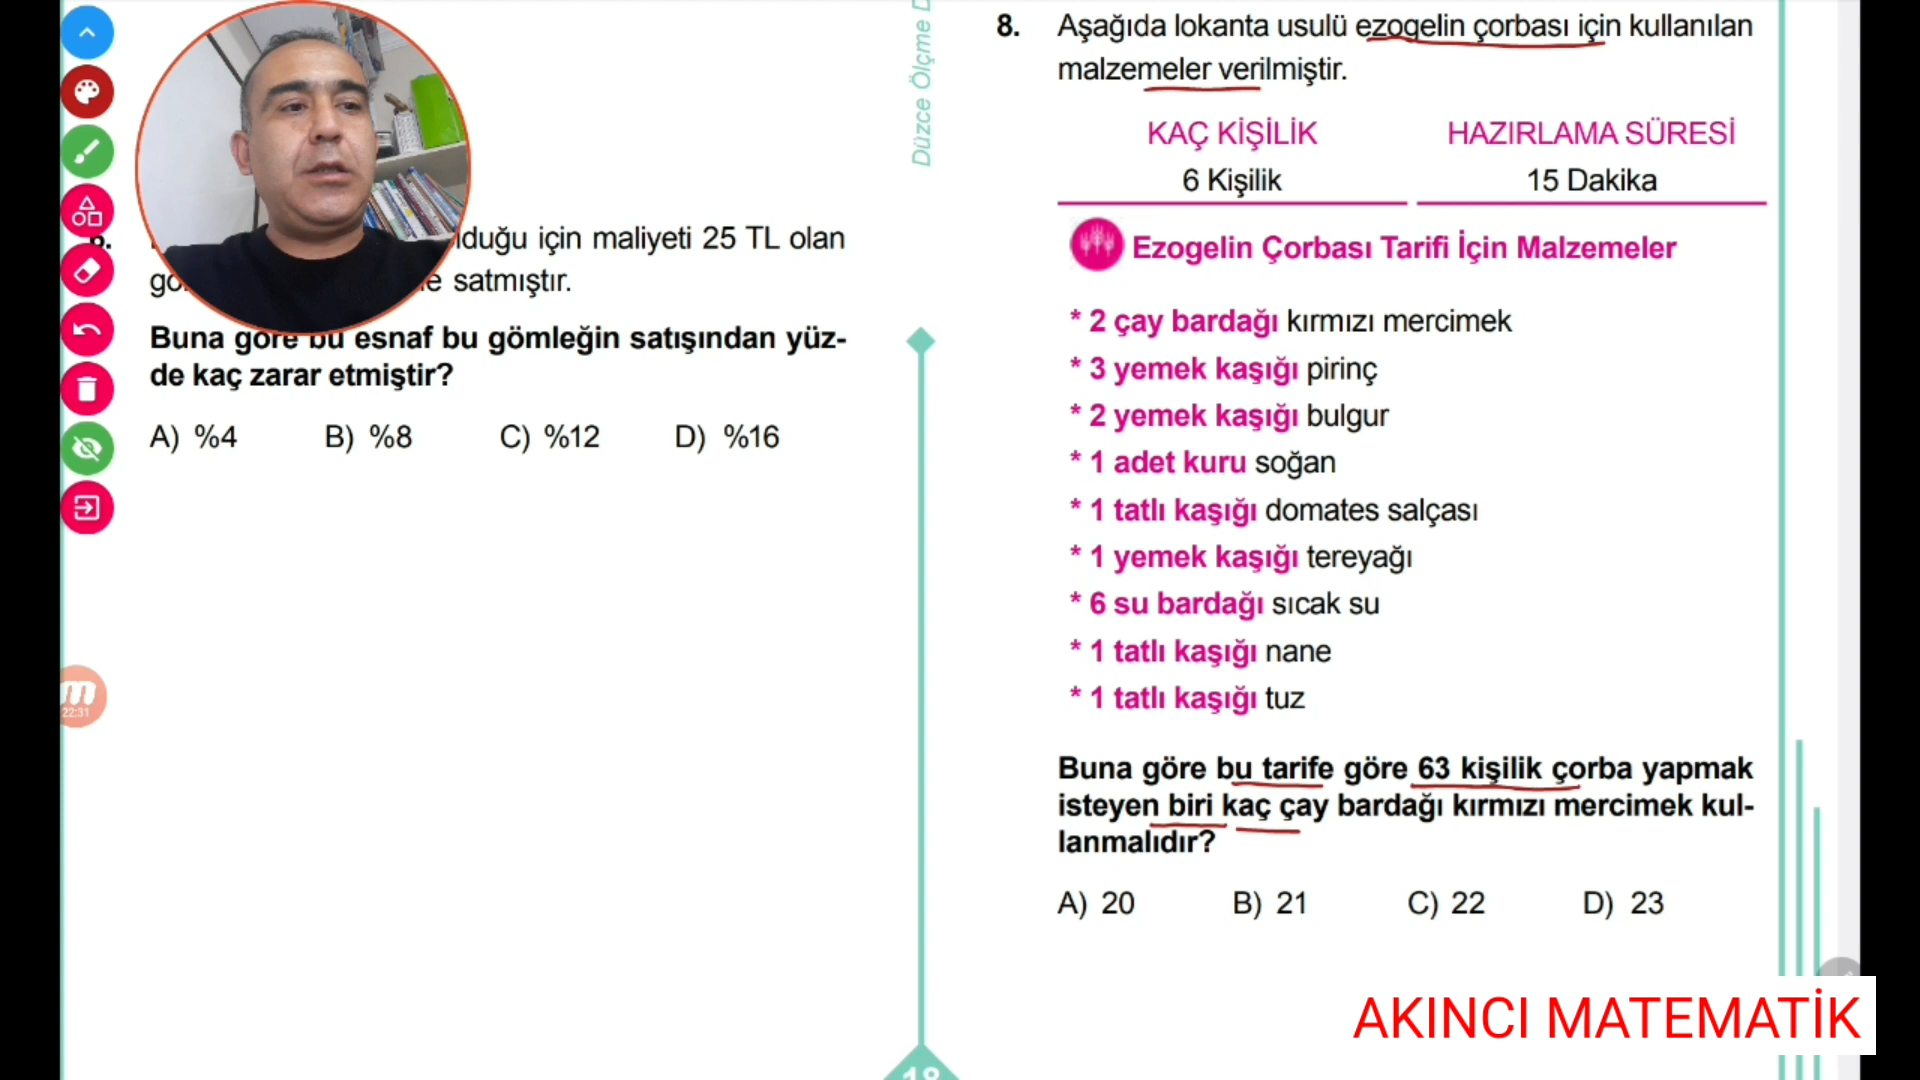 lduğu için maliyeti 25 TL olan
satmıştır.
Buna göre bu esnaf bu gömleğin satışından yüz-
de kaç zarar etmiştir?
A) %4 B) %8 C) %12 D) %16
22:31
Düzce Ölçme D
8. Aşağıda lokanta usulü ezogelin çorbası için kullanılan
malzemeler verilmiştir.
KAÇ KİŞİLİK HAZIRLAMA SÜRESİ
6 Kişilik 15 Dakika
Ezogelin Çorbası Tarifi İçin Malzemeler
* 2 çay bardağı kırmızı mercimek
* 3 yemek kaşığı pirinç
* 2 yemek kaşığı bulgur
* 1 adet kuru soğan
* 1 tatlı kaşığı domates salçası
* 1 yemek kaşığı tereyağı
* 6 su bardağı sıcak su
* 1 tatlı kaşığı nane
* 1 tatlı kaşığı tuz
Buna göre bu tarife göre 63 kişilik çorba yapmak
isteyen biri kaç çay bardağı kırmızı mercimek kul-
lanmalıdır?
A) 20 B) 21 C) 22 D) 23
AKINCI MATEMATİK